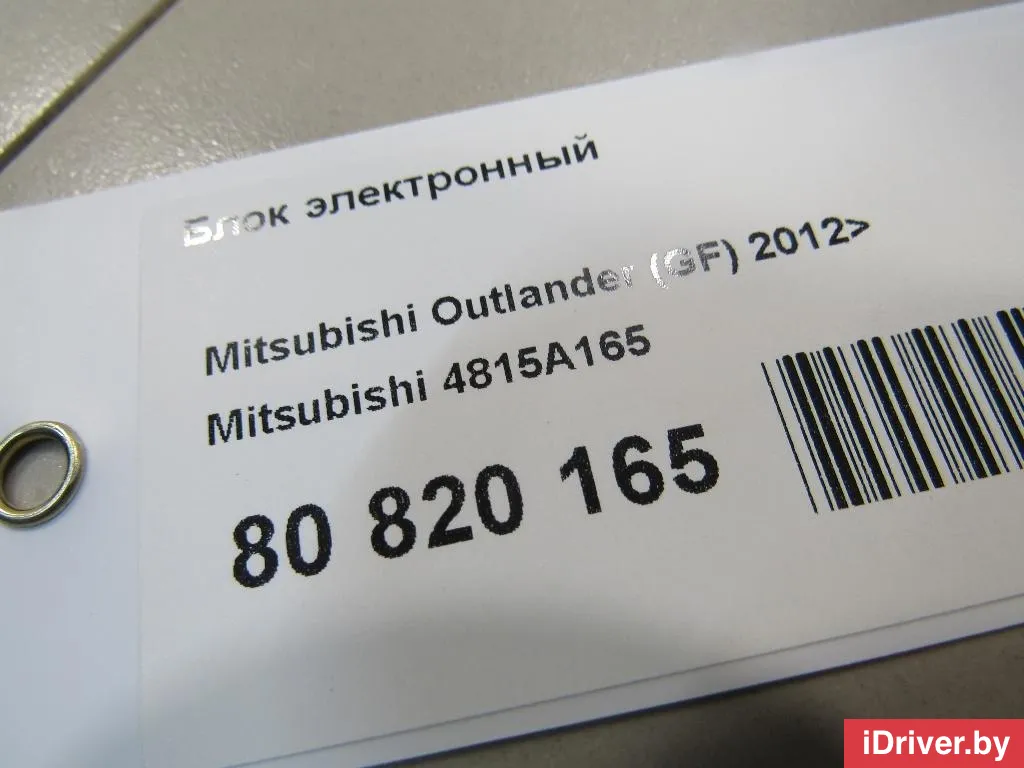 Блок электронный
Mitsubishi Outlander (GF) 2012>
Mitsubishi 4815A165
80 820 165
iDriver.by